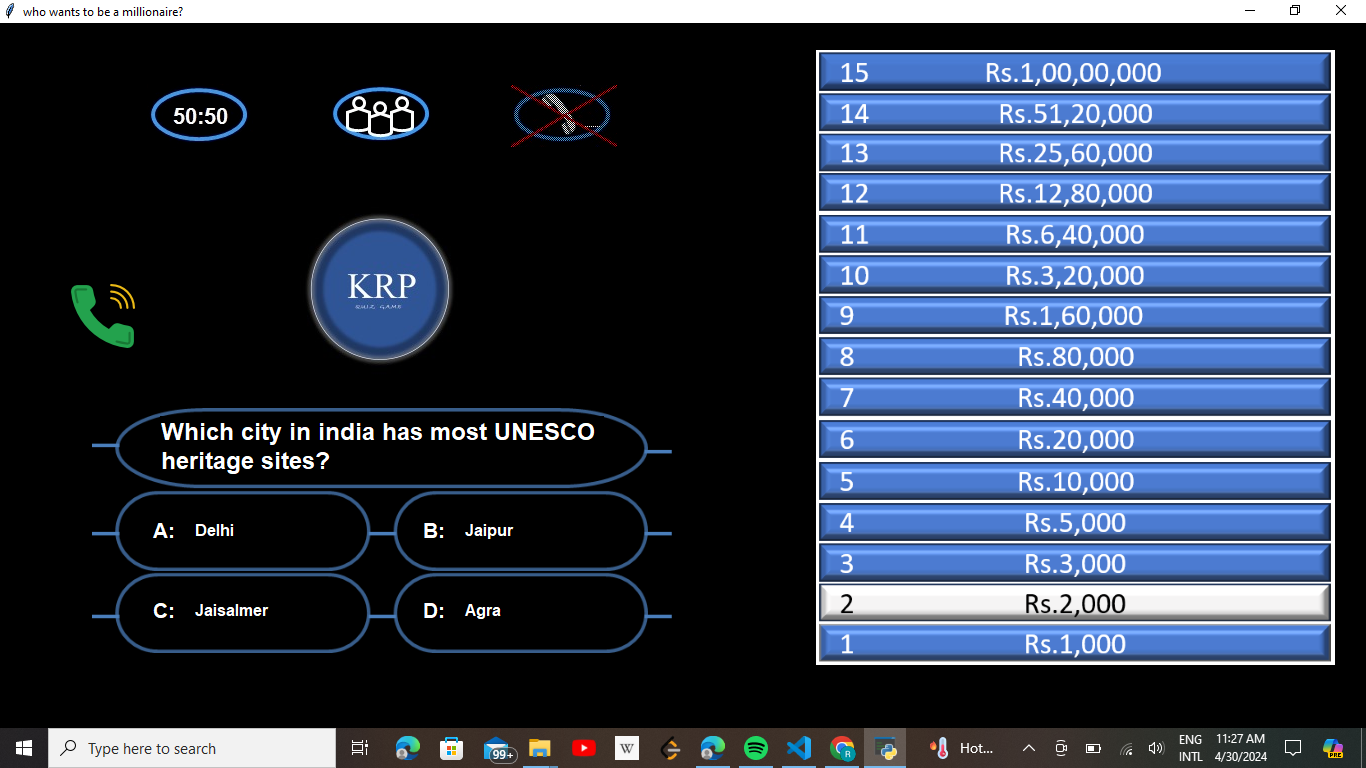 who wants to be a millionaire?
50:50
KRP
QUIZ GAME
Which city in india has most UNESCO
heritage sites?
A: Delhi
B: Jaipur
C: Jaisalmer
D: Agra
15 Rs.1,00,00,000
14 Rs.51,20,000
13 Rs.25,60,000
12 Rs.12,80,000
11 Rs.6,40,000
10 Rs.3,20,000
9 Rs.1,60,000
8 Rs.80,000
7 Rs.40,000
6 Rs.20,000
5 Rs.10,000
4 Rs.5,000
3 Rs.3,000
2 Rs.2,000
1 Rs.1,000
Type here to search
99+
W
R
Hot...
ENG
INTL
11:27 AM
4/30/2024
PRE